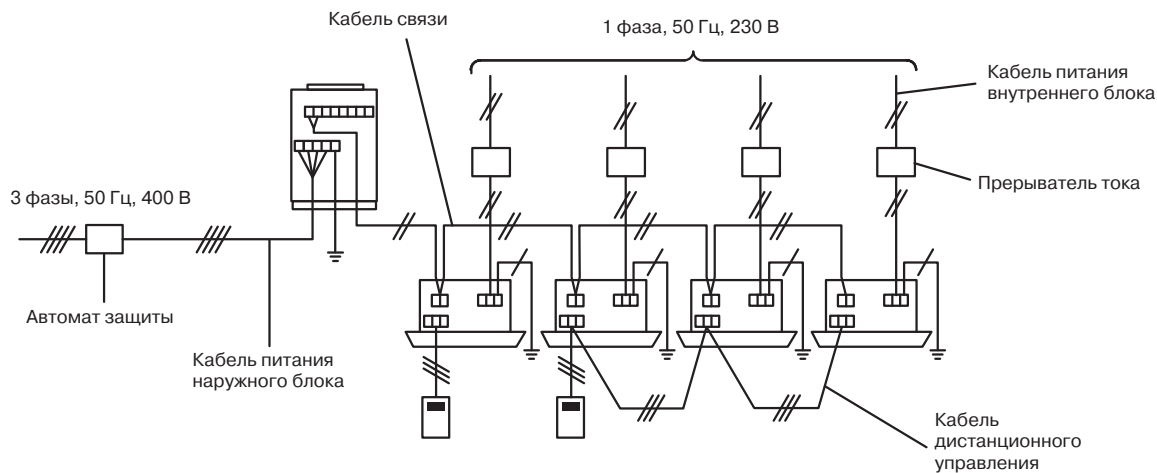 Кабель связи
1 фаза, 50 Гц, 230 В
Кабель питания
внутреннего блока
Прерыватель тока
3 фазы, 50 Гц, 400 В
Автомат защиты
Кабель питания
наружного блока
Кабель
дистанционного
управления